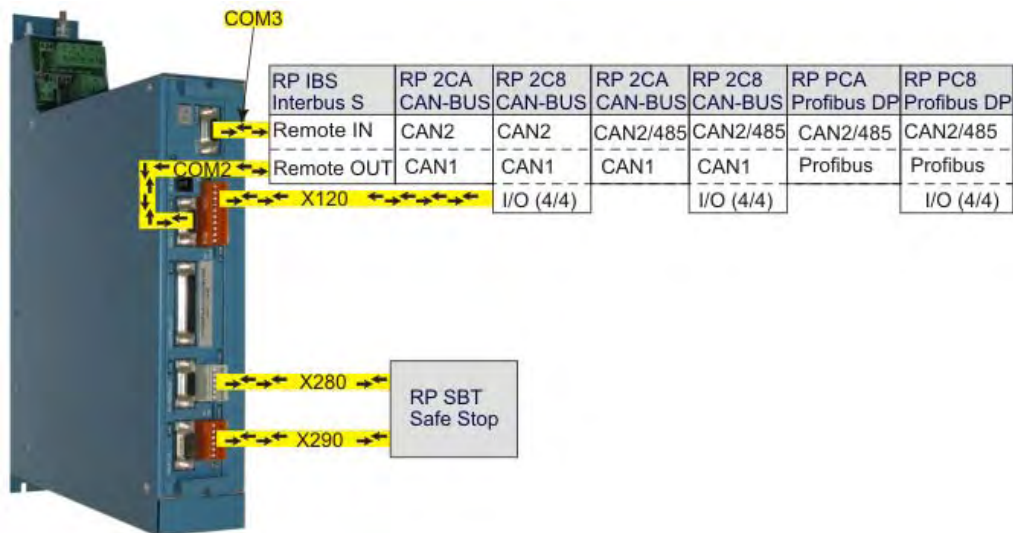 COM3
RP IBS RP 2CA RP 2C8 RP 2CA RP 2C8 RP PCA RP PC8
Interbus S CAN-BUS CAN-BUS CAN-BUS CAN-BUS Profibus DP Profibus DP
Remote IN CAN2 CAN2 CAN2/485 CAN2/485 CAN2/485 CAN2/485
COM2 Remote OUT CAN1 CAN1 CAN1 CAN1 Profibus Profibus
X120 I/O (4/4) I/O (4/4) I/O (4/4)
X280
RP SBT
Safe Stop
X290